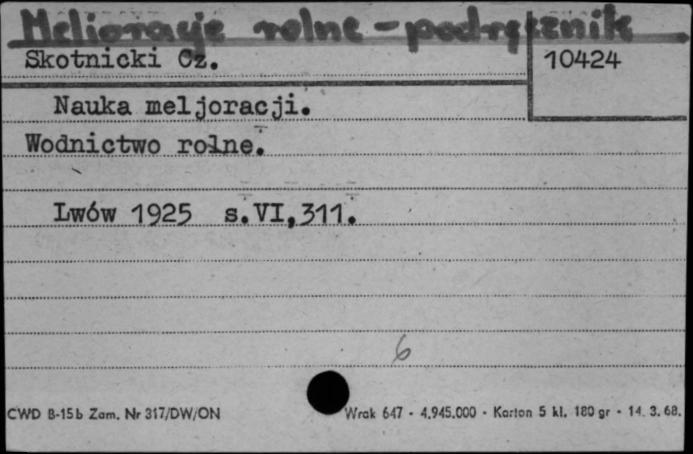 Melioracje rolne - podręcznik
Skotnicki Cz.
10424
Nauka meljoracji.
Wodnictwo rolne.
Lwów 1925 s.VI,311.
6
CWD B-15b Zam. Nr 317/DW/ON
Wrak 647 - 4.945.000 - Karton 5 kl. 180 gr - 14. 3. 68.